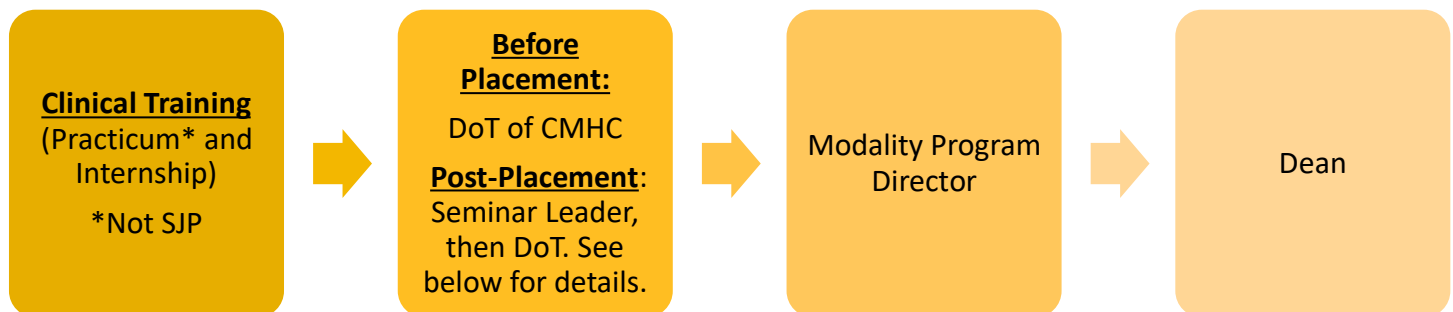 Clinical Training
(Practicum* and
Internship)
*Not SJP
Before
Placement:
DoT of CMHC
Post-Placement:
Seminar Leader,
then DoT. See
below for details.
Modality Program
Director
Dean